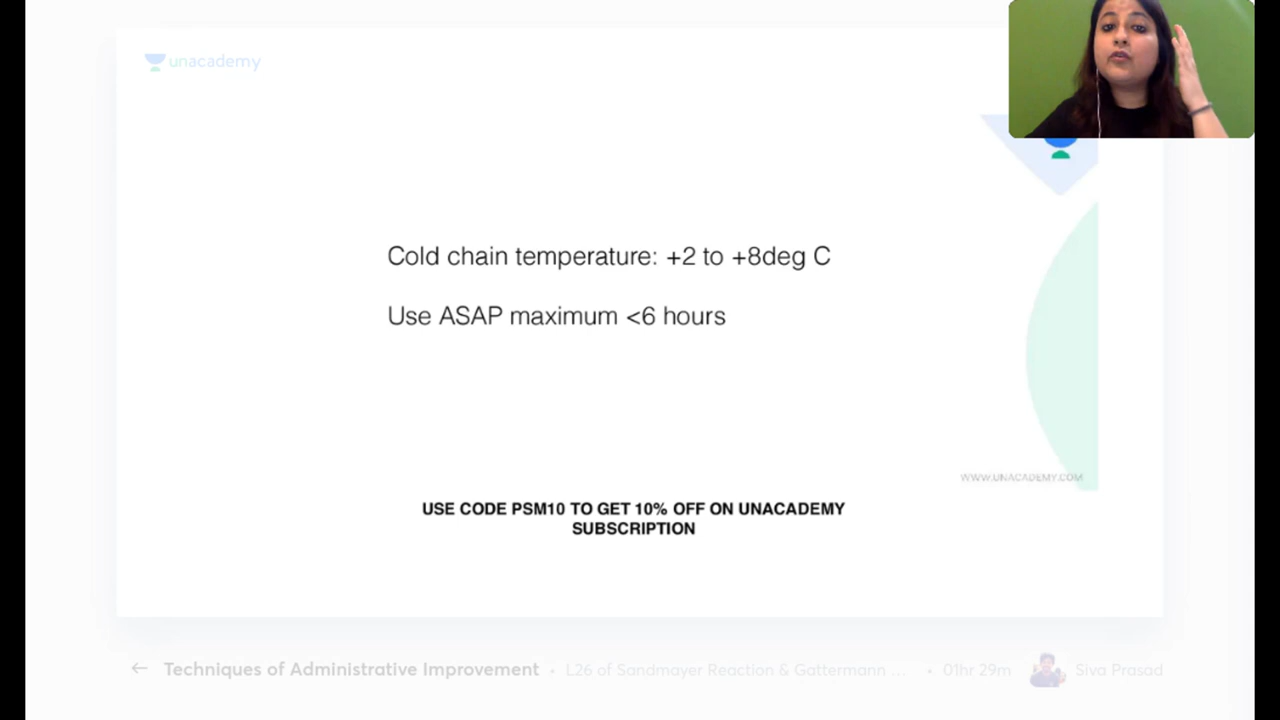 unacademy
Cold chain temperature: +2 to +8deg C
Use ASAP maximum <6 hours
WWW.UNACADEMY.COM
USE CODE PSM10 TO GET 10% OFF ON UNACADEMY
SUBSCRIPTION
Techniques of Administrative Improvement • L26 of Sandmayer Reaction & Gattermann ... • 01hr 29m Siva Prasad